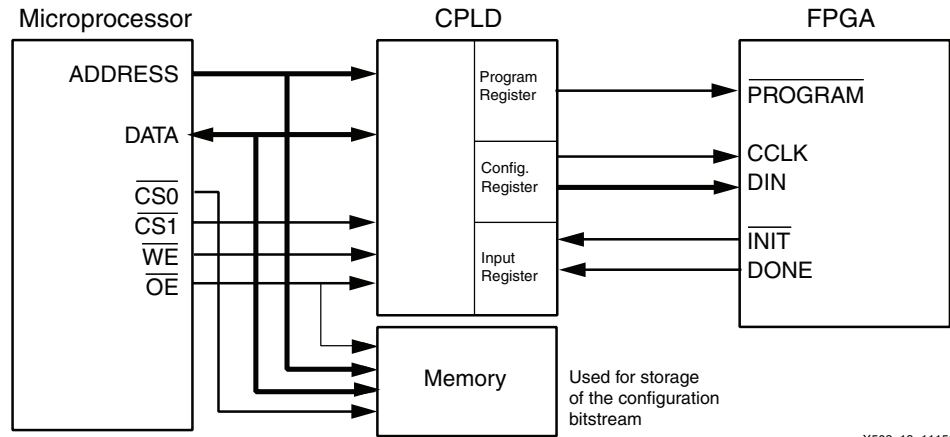 Microprocessor
CPLD
FPGA
ADDRESS
DATA
CS0
CS1
WE
OE
Program
Register
Config.
Register
Input
Register
PROGRAM
CCLK
DIN
INIT
DONE
Memory
Used for storage
of the configuration
bitstream